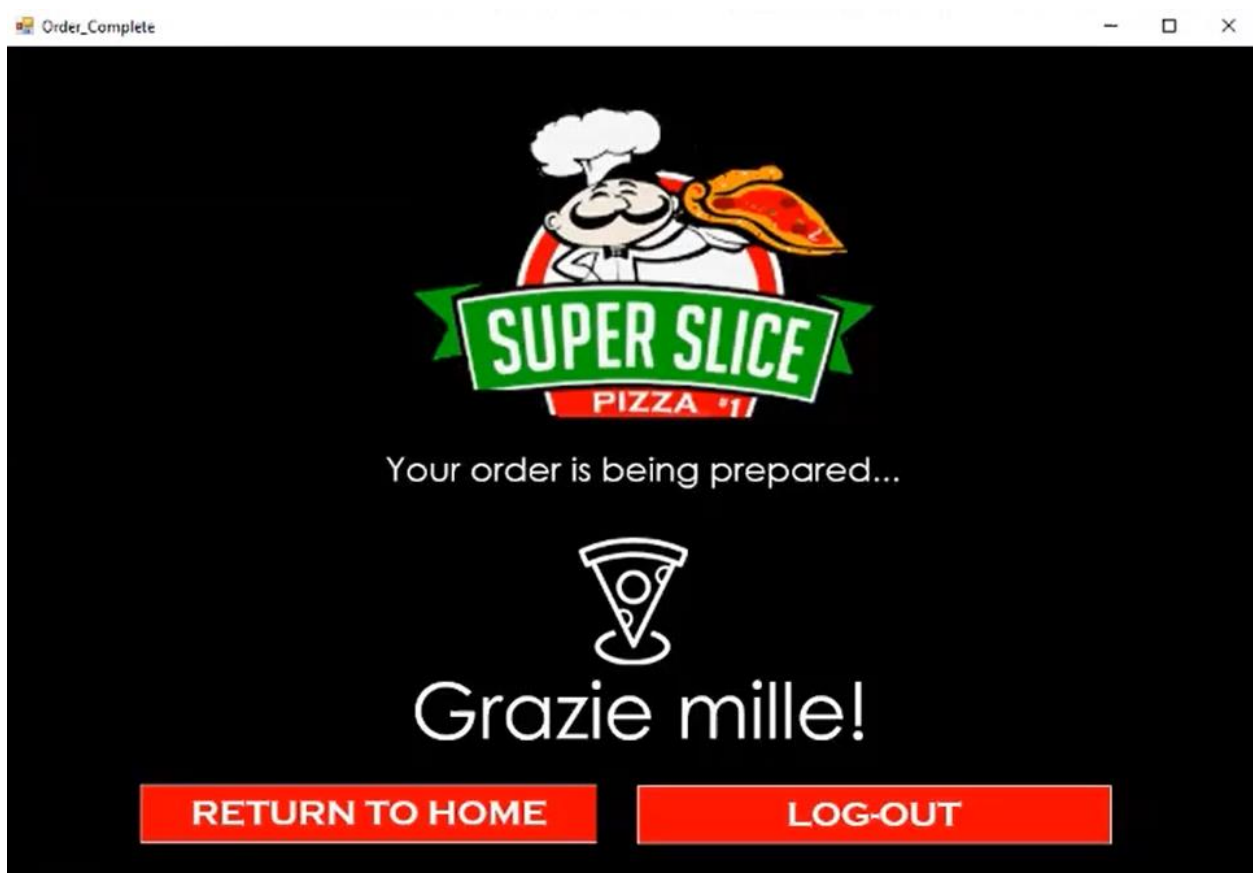 Order_Complete
SUPER SLICE
PIZZA #1
Your order is being prepared...
Grazie mille!
RETURN TO HOME
LOG-OUT